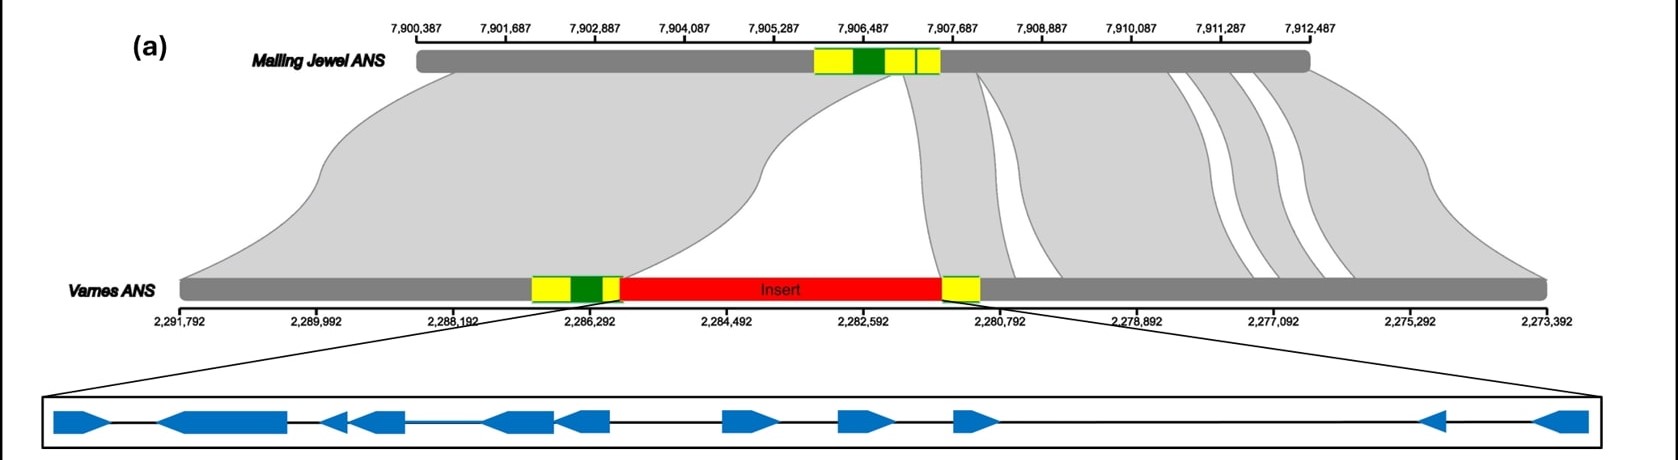 (a)
7,900,387 7,901,687 7,902,887 7,904,087 7,905,287 7,906,487 7,907,687 7,908,887 7,910,087 7,911,287 7,912,487
Malling Jewel ANS
Varnes ANS
Insert
2,291,792 2,289,992 2,288,192 2,286,292 2,284,492 2,282,592 2,280,792 2,278,892 2,277,092 2,275,292 2,273,392